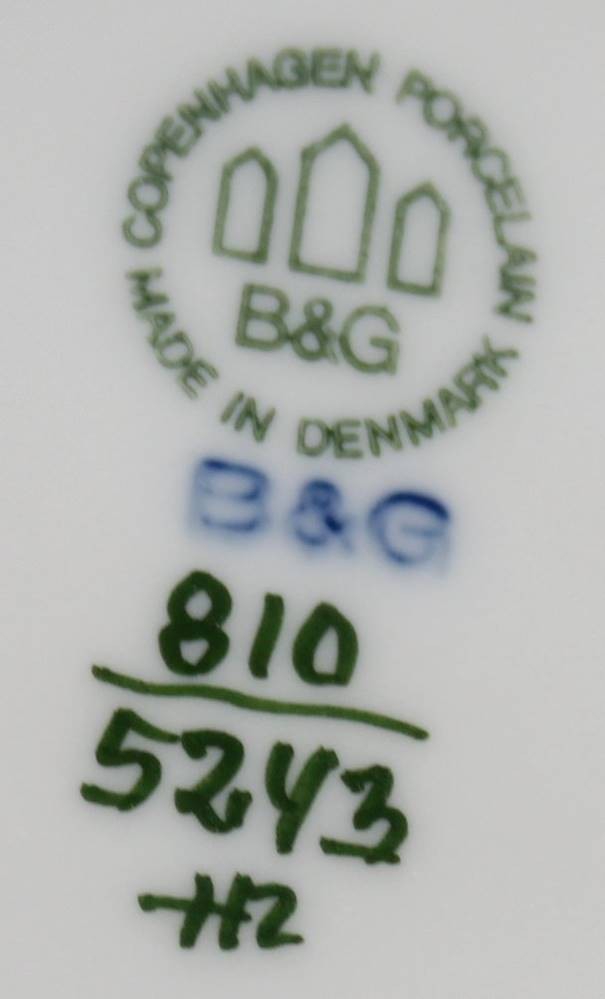 COPENHAGEN PORCELAIN
B&G
MADE IN DENMARK
B&G
810
5243